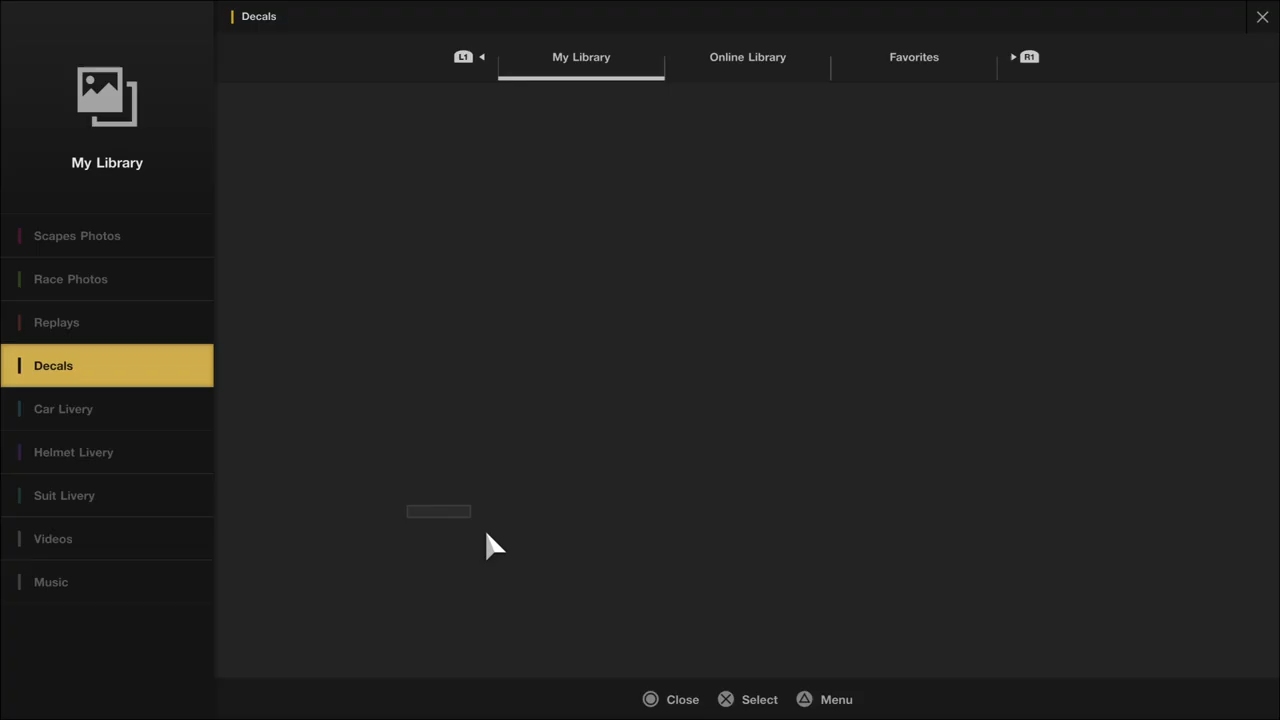 Decals
L1
My Library
Online Library
Favorites
R1
My Library
Scapes Photos
Race Photos
Replays
Decals
Car Livery
Helmet Livery
Suit Livery
Videos
Music
Close
Select
Menu